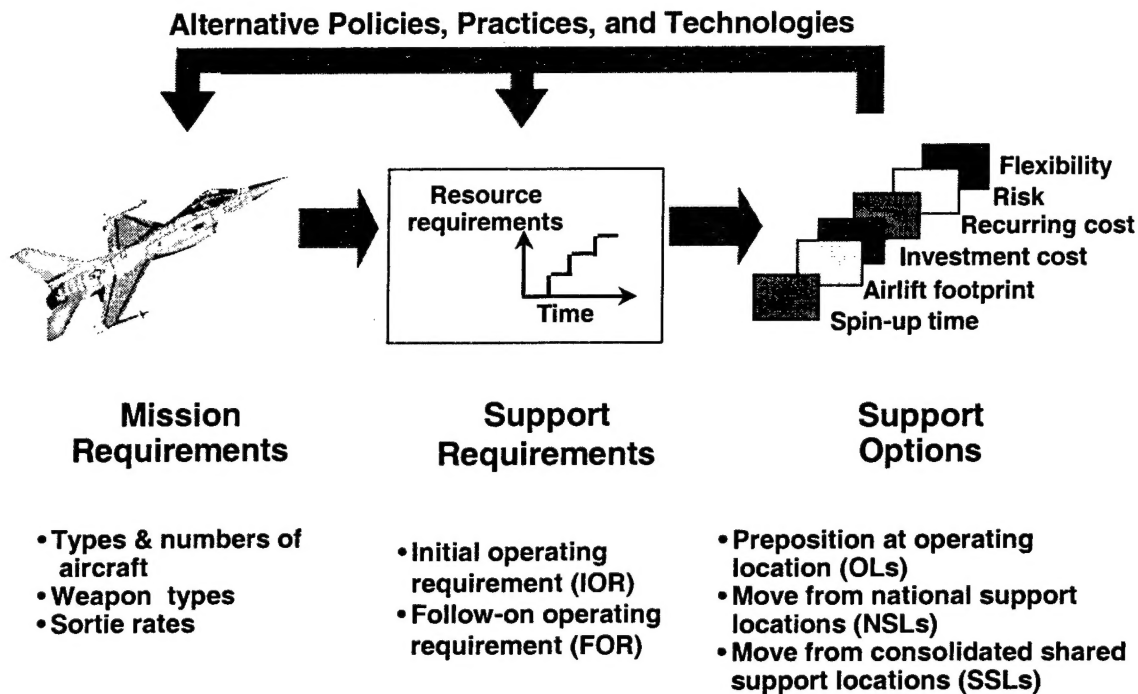 Alternative Policies, Practices, and Technologies
Resource
requirements
Time
Flexibility
Risk
Recurring cost
Investment cost
Airlift footprint
Spin-up time
Mission
Requirements
• Types & numbers of
aircraft
• Weapon types
• Sortie rates
Support
Requirements
• Initial operating
requirement (IOR)
• Follow-on operating
requirement (FOR)
Support
Options
• Preposition at operating
location (OLs)
• Move from national support
locations (NSLs)
• Move from consolidated shared
support locations (SSLs)